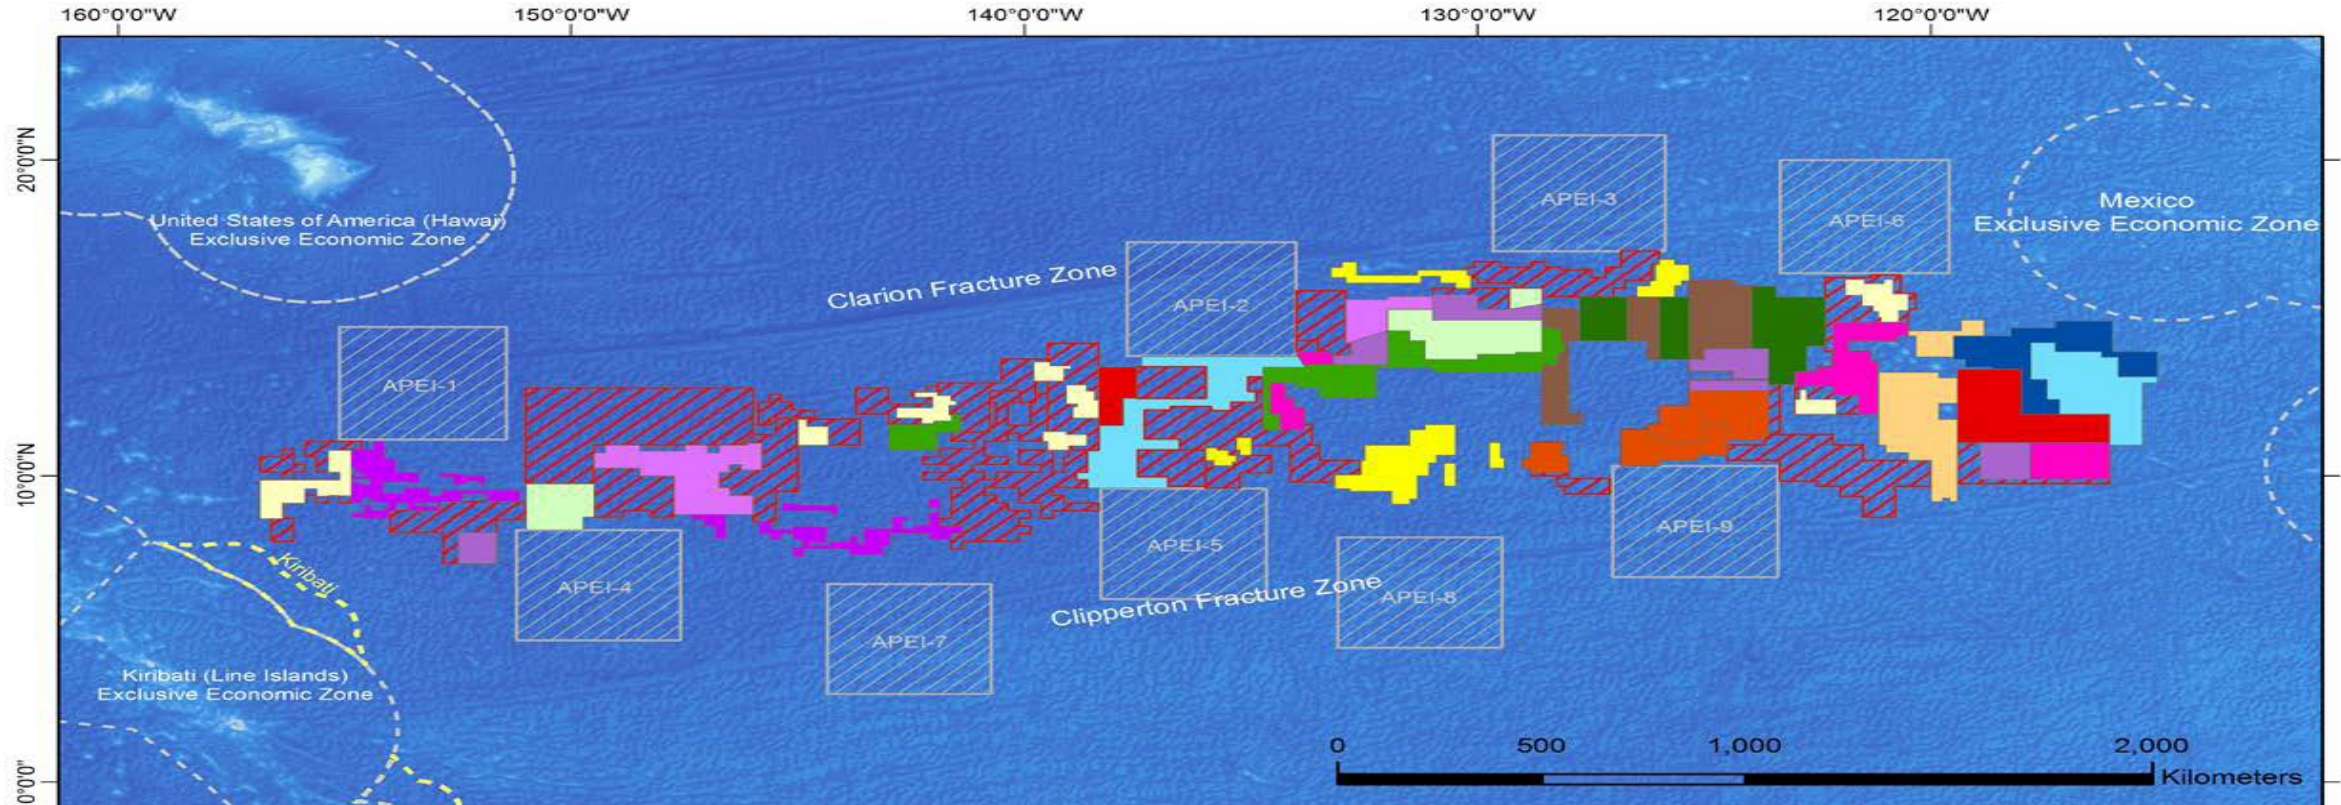 160°0'0"W
150°0'0"W
140°0'0"W
130°0'0"W
120°0'0"W
20°0'0"N
10°0'0"N
0°0'0"
United States of America (Hawai)
Exclusive Economic Zone
Mexico
Exclusive Economic Zone
APEI-3
APEI-6
Clarion Fracture Zone
APEI-2
APEI-1
APEI-9
APEI-5
APEI-4
APEI-8
APEI-7
Clipperton Fracture Zone
Kiribati
Kiribati (Line Islands)
Exclusive Economic Zone
0
500
1,000
2,000
Kilometers